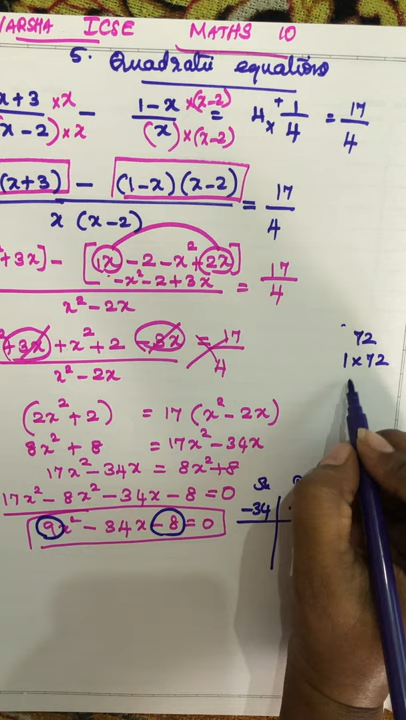 VARSHA ICSE MATHS 10
5. Quadratic equations
x+3 × x / (x-2) × x - 1-x × (x-2) / (x) × (x-2) = 4 × + 1/4 = 17/4
(x+3) - (1-x)(x-2) / x(x-2) = 17/4
²+3x] - [1x - 2 - x² + 2x]
-x² - 2 + 3x / x² - 2x = 17/4
+3x + x² + 2 - 3x / x² - 2x = 17/4
(2x² + 2) = 17(x² - 2x)
8x² + 8 = 17x² - 34x
17x² - 34x = 8x² + 8
17x² - 8x² - 34x - 8 = 0
9x² - 34x - 8 = 0
-34
72
1 × 72